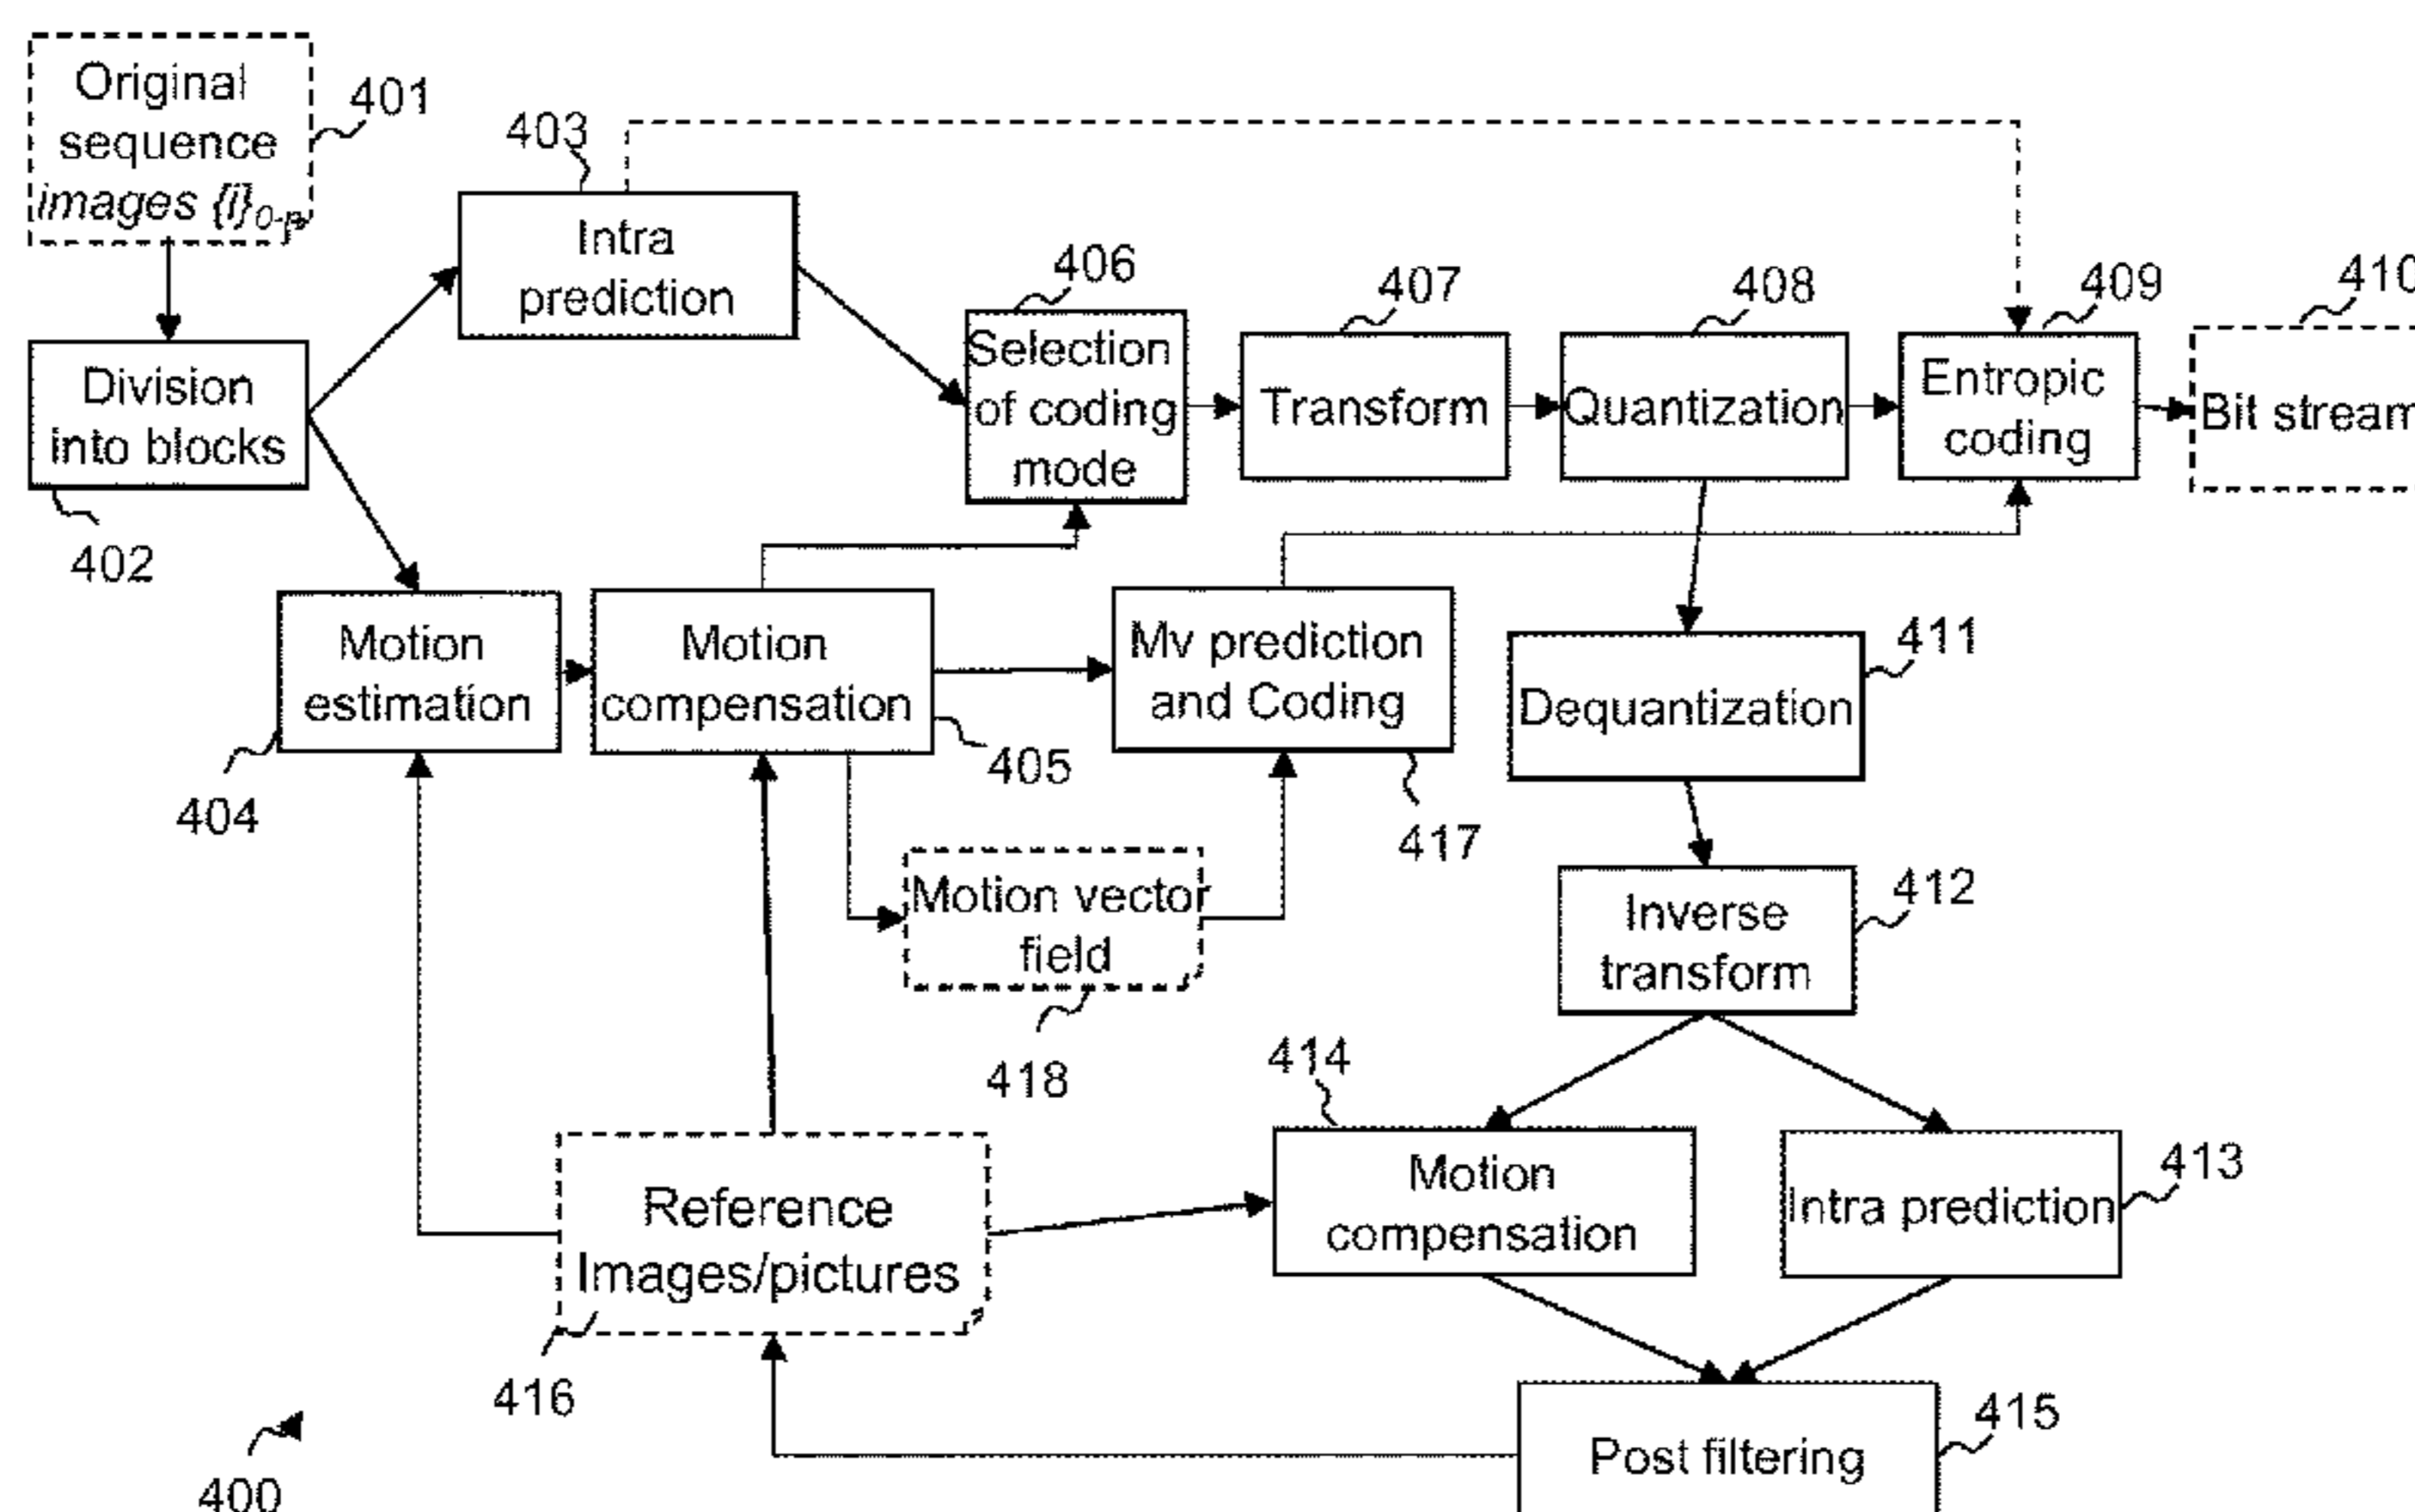 Original
sequence
images {i}0-p
401
403
Intra
prediction
406
407
408
409
410
Division
into blocks
402
Selection
of coding
mode
Transform
Quantization
Entropic
coding
Bit stream
Motion
estimation
404
Motion
compensation
405
Mv prediction
and Coding
417
Dequantization
411
Motion vector
field
418
Inverse
transform
412
414
Reference
Images/pictures
416
Motion
compensation
Intra prediction
413
Post filtering
415
400